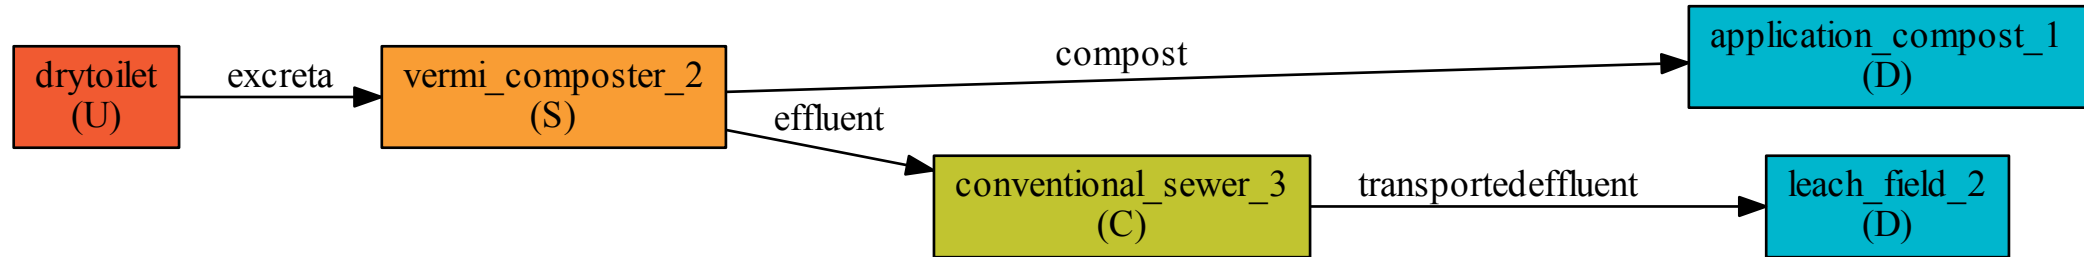 drytoilet
(U)
excreta
vermi_composter_2
(S)
compost
application_compost_1
(D)
effluent
conventional_sewer_3
(C)
transportedeffluent
leach_field_2
(D)